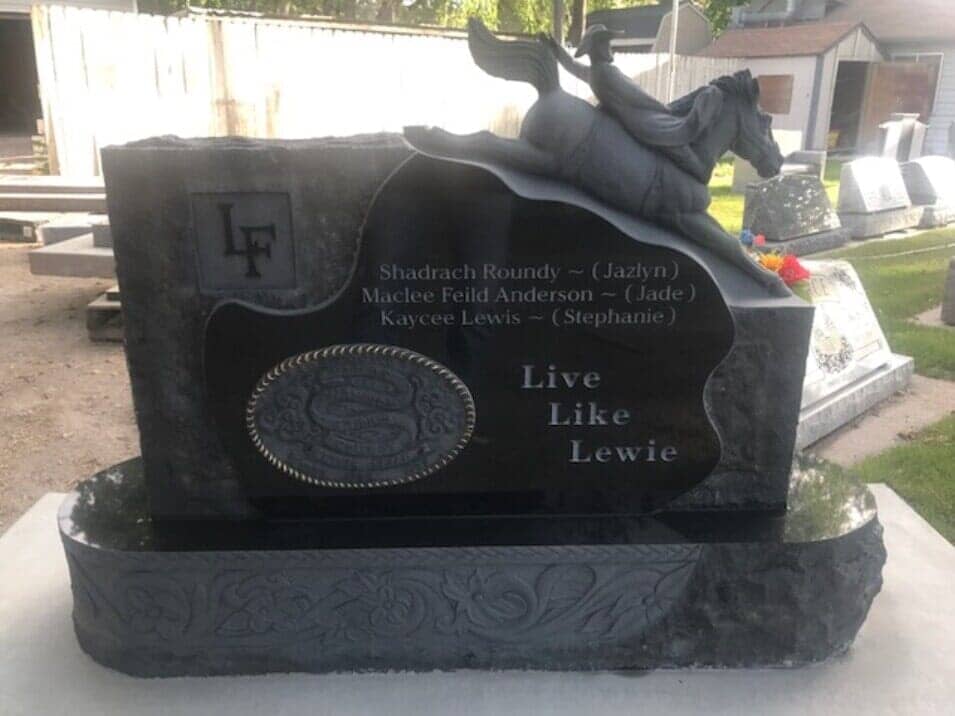 LF
Shadrach Roundy ~ (Jazlyn)
Maclee Feild Anderson ~ (Jade)
Kaycee Lewis ~ (Stephanie)
Live
Like
Lewie